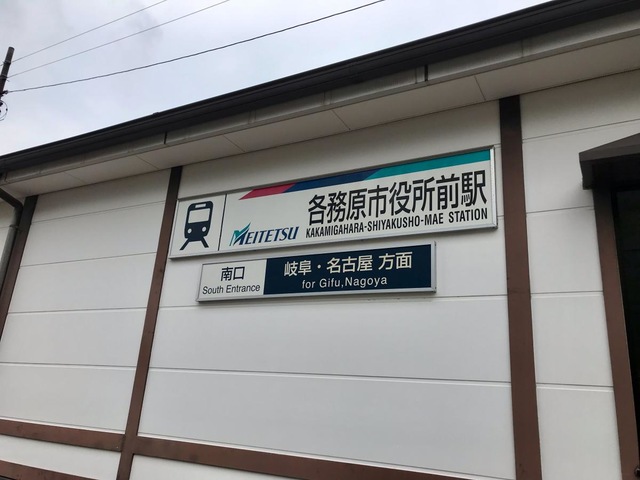 MEITETSU
各務原市役所前駅
KAKAMIGAHARA-SHIYAKUSHO-MAE STATION
南口
South Entrance
岐阜・名古屋 方面
for Gifu,Nagoya